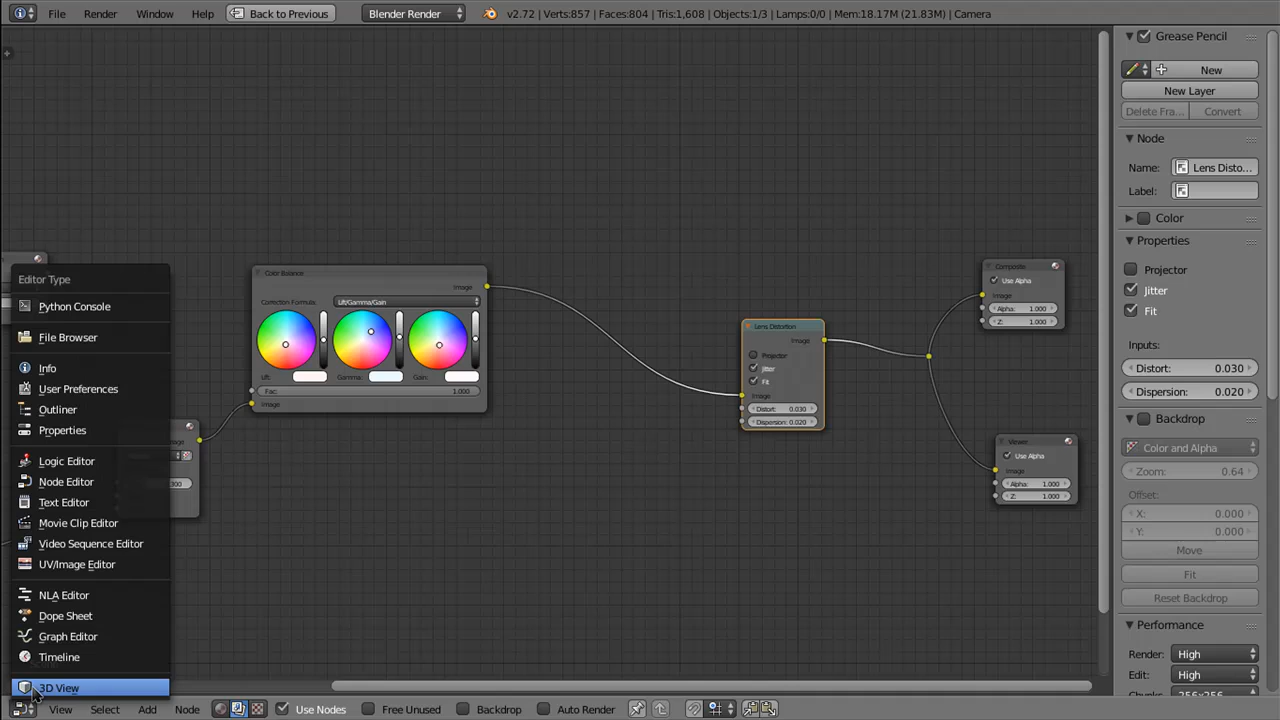 File Render Window Help Back to Previous Blender Render v2.72 | Verts:857 | Faces:804 | Tris:1,608 | Objects:1/3 | Lamps:0/0 | Mem:18.17M (21.83M) | Camera
Grease Pencil
New
New Layer
Delete Fra... Convert
Node
Name: Lens Disto...
Label:
Color
Properties
Projector
Jitter
Fit
Inputs:
Distort: 0.030
Dispersion: 0.020
Backdrop
Color and Alpha
Zoom: 0.64
Offset:
X: 0.000
Y: 0.000
Move
Fit
Reset Backdrop
Performance
Render: High
Edit: High
256x256
Color Balance
Image
Correction Formula: Lift/Gamma/Gain
Lift: Gamma: Gain:
Fac: 1.000
Image
Lens Distortion
Image
Projector
Jitter
Fit
Image
Distort: 0.030
Dispersion: 0.020
Composite
Use Alpha
Image
Alpha: 1.000
Z: 1.000
Viewer
Use Alpha
Image
Alpha: 1.000
Z: 1.000
Editor Type
Python Console
File Browser
Info
User Preferences
Outliner
Properties
Logic Editor
Node Editor
Text Editor
Movie Clip Editor
Video Sequence Editor
UV/Image Editor
NLA Editor
Dope Sheet
Graph Editor
Timeline
3D View
View Select Add Node Use Nodes Free Unused Backdrop Auto Render